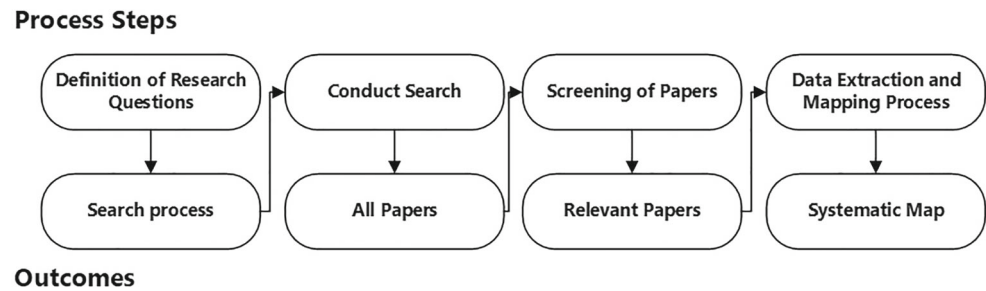 Process Steps
Definition of Research
Questions
Conduct Search
Screening of Papers
Data Extraction and
Mapping Process
Search process
All Papers
Relevant Papers
Systematic Map
Outcomes